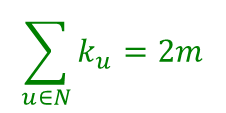 ∑_{u∈N} k_u = 2m